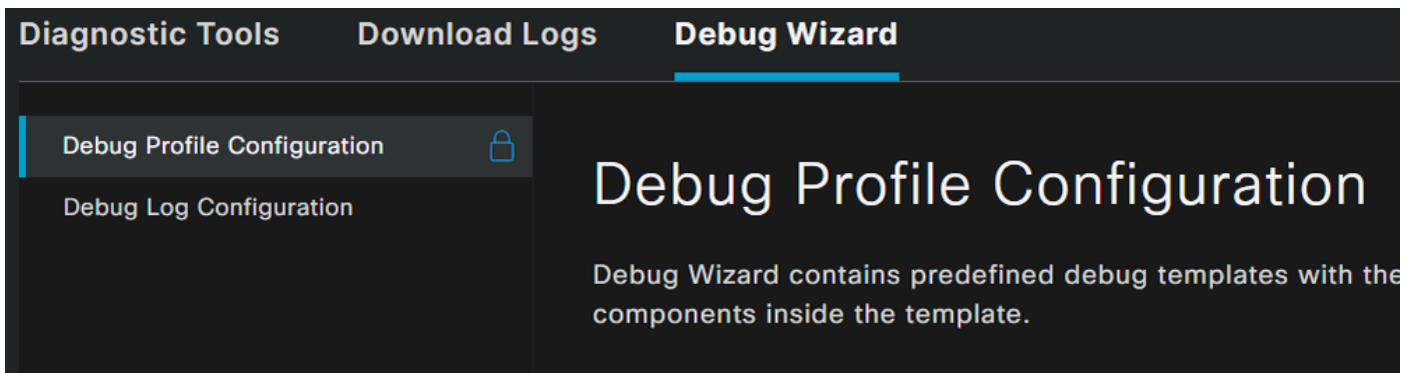 Diagnostic Tools Download Logs Debug Wizard
Debug Profile Configuration
Debug Log Configuration
Debug Profile Configuration
Debug Wizard contains predefined debug templates with the
components inside the template.